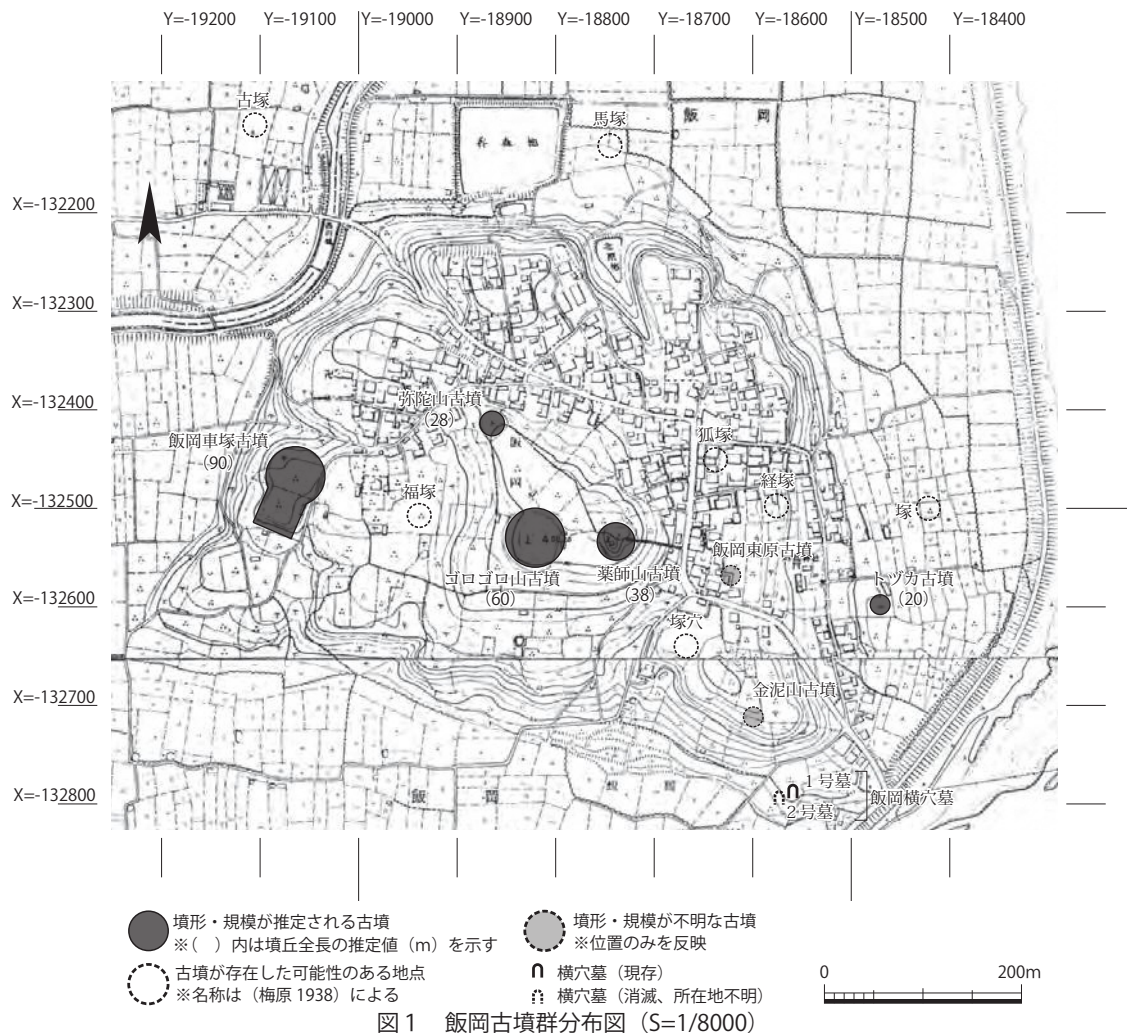 Y=-19200
Y=-19100
Y=-19000
Y=-18900
Y=-18800
Y=-18700
Y=-18600
Y=-18500
Y=-18400
X=-132200
X=-132300
X=-132400
X=-132500
X=-132600
X=-132700
X=-132800
古塚
馬塚
飯 岡
弥陀山古墳
(28)
飯岡車塚古墳
(90)
狐塚
福塚
経塚
塚
飯岡東原古墳
ゴロゴロ山古墳
(60)
薬師山古墳
(38)
トヅカ古墳
(20)
塚穴
金泥山古墳
1号墓
2号墓
飯岡横穴墓
飯 岡
墳形・規模が推定される古墳
※( )内は墳丘全長の推定値(m)を示す
古墳が存在した可能性のある地点
※名称は(梅原 1938)による
墳形・規模が不明な古墳
※位置のみを反映
横穴墓(現存)
横穴墓(消滅、所在地不明)
0 200m
図1 飯岡古墳群分布図(S=1/8000)